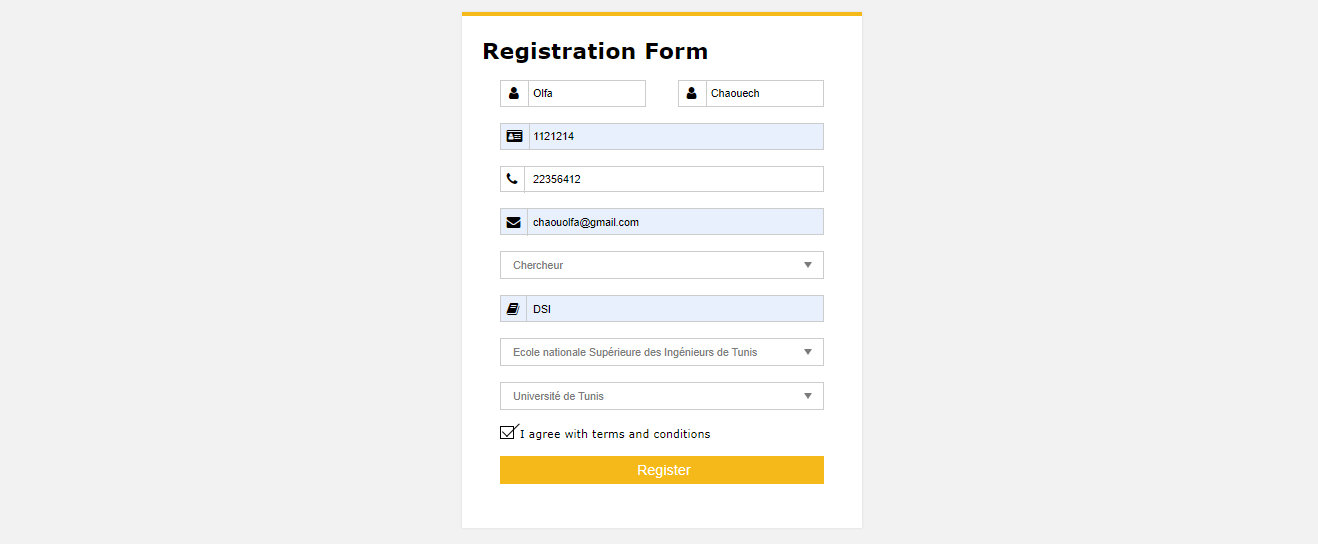 Registration Form
Olfa Chaouech
1121214
22356412
chaouolfa@gmail.com
Chercheur
DSI
Ecole nationale Supérieure des Ingénieurs de Tunis
Université de Tunis
I agree with terms and conditions
Register